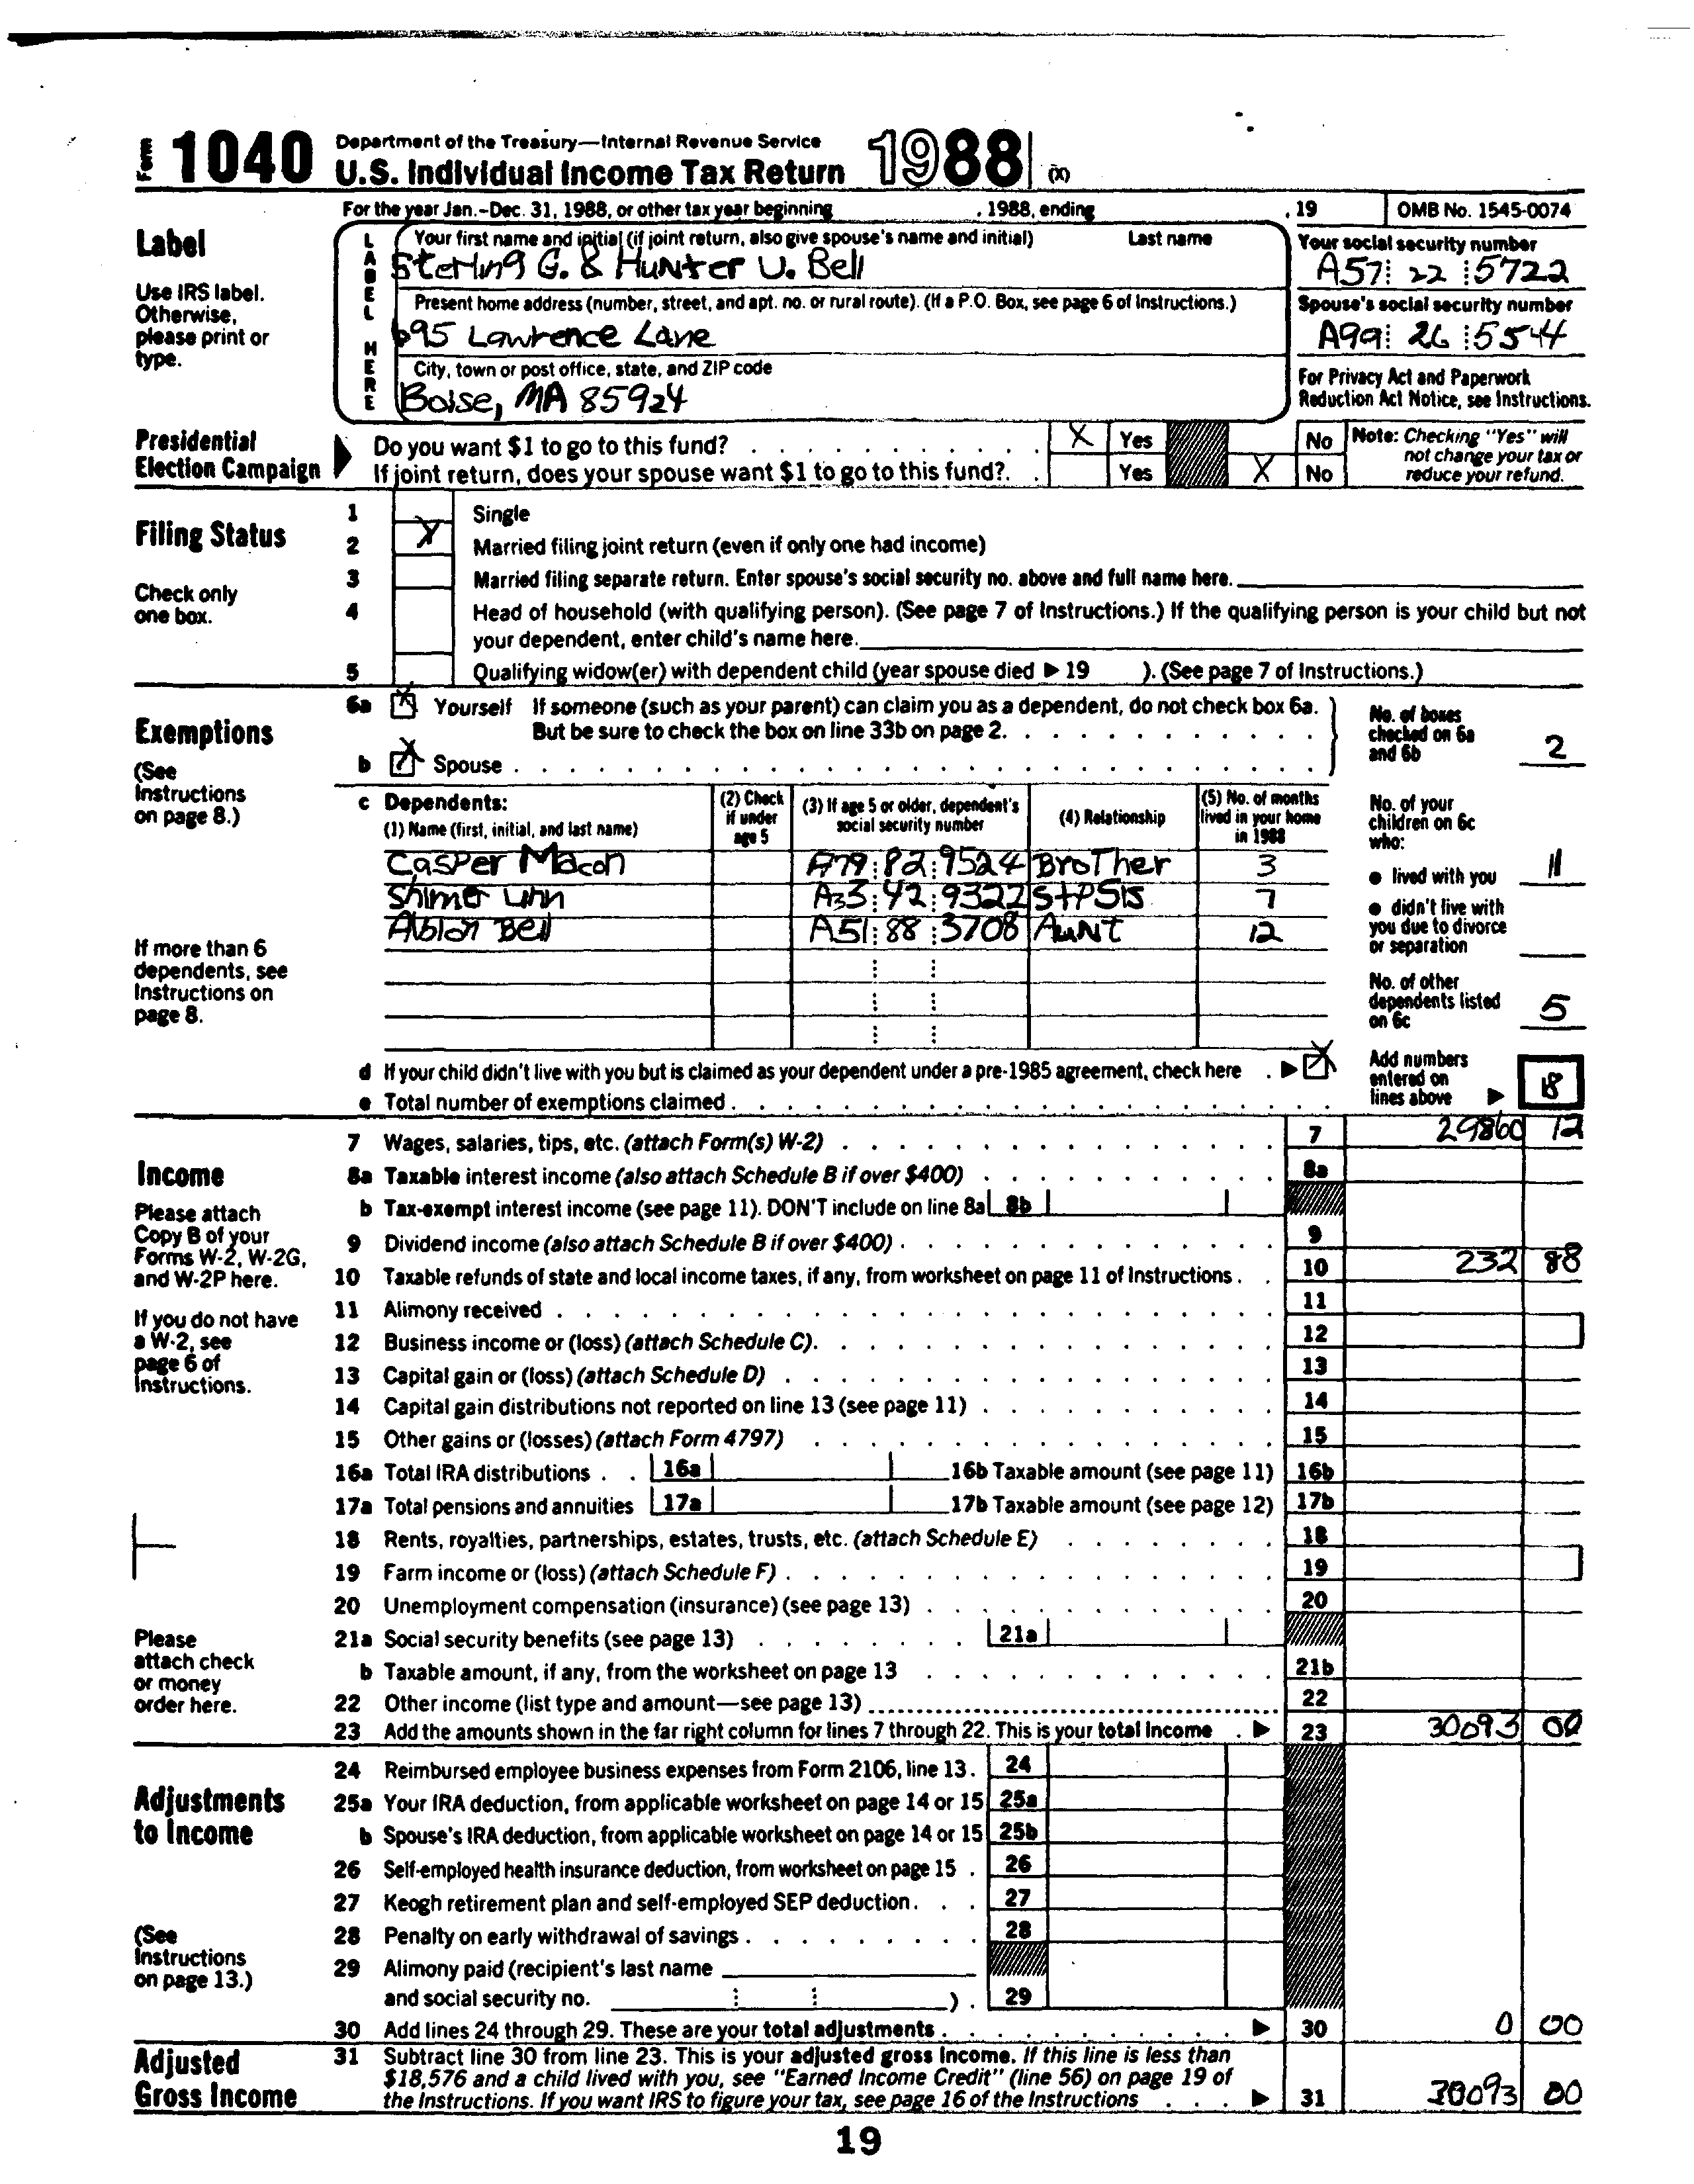 Form 1040 Department of the Treasury—Internal Revenue Service
U.S. Individual Income Tax Return 1988 (X)
For the year Jan.-Dec. 31, 1988, or other tax year beginning , 1988, ending , 19 OMB No. 1545-0074
Label
Use IRS label.
Otherwise,
please print or
type.
LABEL HERE
Your first name and initial (if joint return, also give spouse's name and initial) Last name
Sterling G. & Hunter U. Bell
Your social security number
A57 22 5722
Present home address (number, street, and apt. no. or rural route). (If a P.O. Box, see page 6 of Instructions.)
695 Lawrence Lane
Spouse's social security number
A99 26 5544
City, town or post office, state, and ZIP code
Boise, MA 85924
For Privacy Act and Paperwork
Reduction Act Notice, see Instructions.
Presidential
Election Campaign
Do you want $1 to go to this fund? X Yes No
If joint return, does your spouse want $1 to go to this fund?. Yes X No
Note: Checking "Yes" will
not change your tax or
reduce your refund.
Filing Status
Check only
one box.
1 Single
2 X Married filing joint return (even if only one had income)
3 Married filing separate return. Enter spouse's social security no. above and full name here.
4 Head of household (with qualifying person). (See page 7 of Instructions.) If the qualifying person is your child but not
your dependent, enter child's name here.
5 Qualifying widow(er) with dependent child (year spouse died ▶ 19 ). (See page 7 of Instructions.)
Exemptions
(See
Instructions
on page 8.)
6a X Yourself If someone (such as your parent) can claim you as a dependent, do not check box 6a.
But be sure to check the box on line 33b on page 2.
b X Spouse
No. of boxes
checked on 6a
and 6b 2
c Dependents:
(1) Name (first, initial, and last name)
(2) Check
if under
age 5
(3) If age 5 or older, dependent's
social security number
(4) Relationship
(5) No. of months
lived in your home
in 1988
Casper Macon A79 82 9524 BroTher 3
Shimer Linn A33 42 9322 StPSis 7
Albion Bell A51 88 3708 AuNT 12
No. of your
children on 6c
who:
● lived with you 11
● didn't live with
you due to divorce
or separation
No. of other
dependents listed
on 6c 5
If more than 6
dependents, see
Instructions on
page 8.
d If your child didn't live with you but is claimed as your dependent under a pre-1985 agreement, check here . ▶ X
e Total number of exemptions claimed
Add numbers
entered on
lines above ▶ 18
Income
Please attach
Copy B of your
Forms W-2, W-2G,
and W-2P here.
If you do not have
a W-2, see
page 6 of
Instructions.
Please
attach check
or money
order here.
7 Wages, salaries, tips, etc. (attach Form(s) W-2) 7 29860 12
8a Taxable interest income (also attach Schedule B if over $400) 8a
b Tax-exempt interest income (see page 11). DON'T include on line 8a 8b
9 Dividend income (also attach Schedule B if over $400) 9
10 Taxable refunds of state and local income taxes, if any, from worksheet on page 11 of Instructions 10 232 88
11 Alimony received 11
12 Business income or (loss) (attach Schedule C). 12
13 Capital gain or (loss) (attach Schedule D) 13
14 Capital gain distributions not reported on line 13 (see page 11) 14
15 Other gains or (losses) (attach Form 4797) 15
16a Total IRA distributions 16a 16b Taxable amount (see page 11) 16b
17a Total pensions and annuities 17a 17b Taxable amount (see page 12) 17b
18 Rents, royalties, partnerships, estates, trusts, etc. (attach Schedule E) 18
19 Farm income or (loss) (attach Schedule F) 19
20 Unemployment compensation (insurance) (see page 13) 20
21a Social security benefits (see page 13) 21a
b Taxable amount, if any, from the worksheet on page 13 21b
22 Other income (list type and amount—see page 13) 22
23 Add the amounts shown in the far right column for lines 7 through 22. This is your total income ▶ 23 30093 00
Adjustments
to Income
(See
Instructions
on page 13.)
24 Reimbursed employee business expenses from Form 2106, line 13. 24
25a Your IRA deduction, from applicable worksheet on page 14 or 15 25a
b Spouse's IRA deduction, from applicable worksheet on page 14 or 15 25b
26 Self-employed health insurance deduction, from worksheet on page 15 26
27 Keogh retirement plan and self-employed SEP deduction 27
28 Penalty on early withdrawal of savings 28
29 Alimony paid (recipient's last name
and social security no. ) . 29
30 Add lines 24 through 29. These are your total adjustments ▶ 30 0 00
Adjusted
Gross Income
31 Subtract line 30 from line 23. This is your adjusted gross income. If this line is less than
$18,576 and a child lived with you, see "Earned Income Credit" (line 56) on page 19 of
the Instructions. If you want IRS to figure your tax, see page 16 of the Instructions ▶ 31 30093 00
19